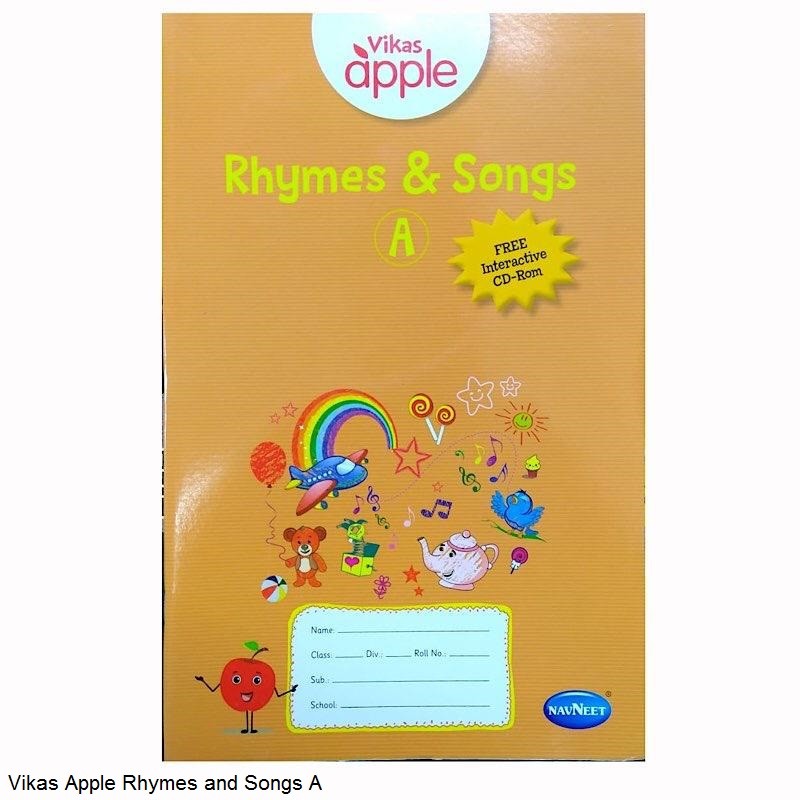 Vikas
apple
Rhymes & Songs
A
FREE
Interactive
CD-Rom
Name:
Class: Div.: Roll No.:
Sub.:
School:
NAVNEET
®
Vikas Apple Rhymes and Songs A